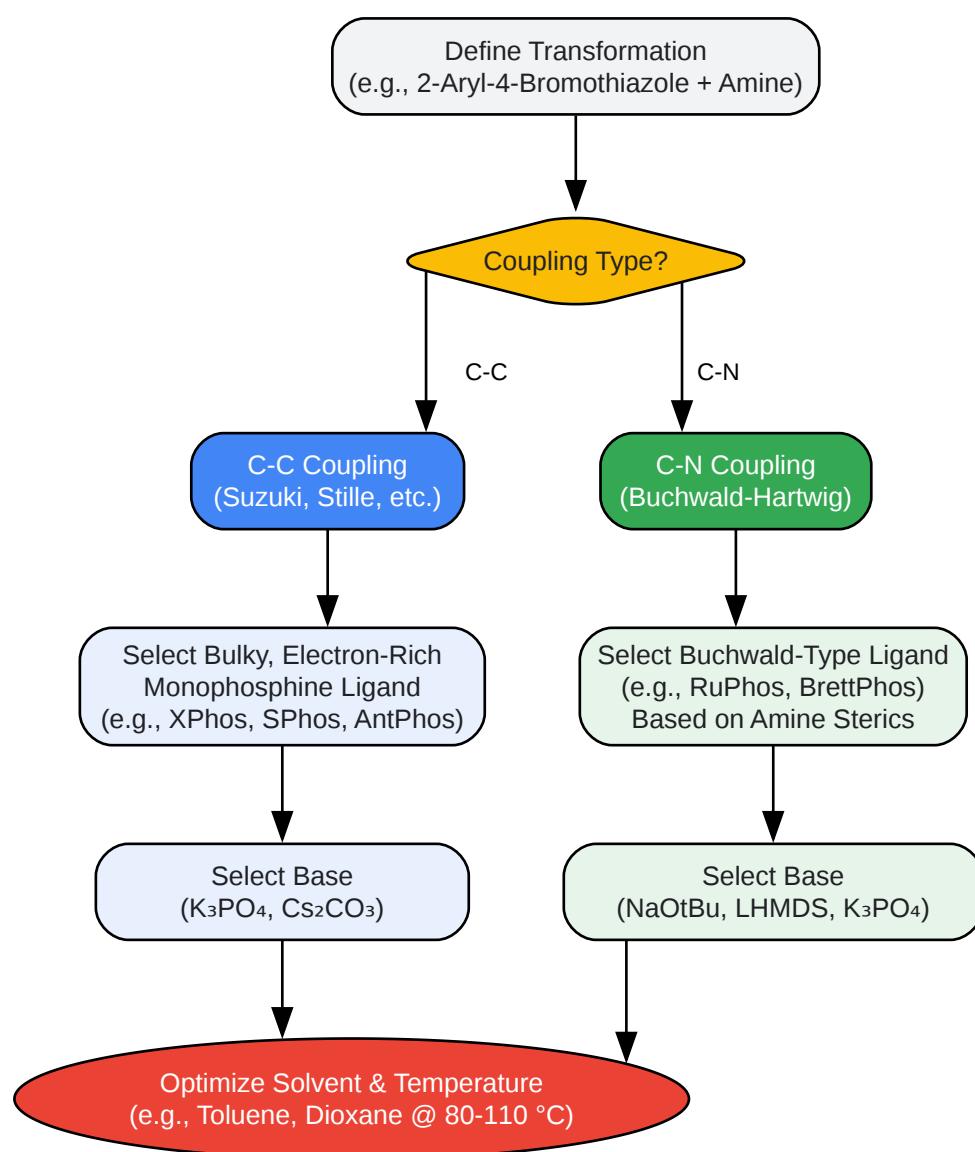 Define Transformation
(e.g., 2-Aryl-4-Bromothiazole + Amine)
Coupling Type?
C-C
C-N
C-C Coupling
(Suzuki, Stille, etc.)
C-N Coupling
(Buchwald-Hartwig)
Select Bulky, Electron-Rich
Monophosphine Ligand
(e.g., XPhos, SPhos, AntPhos)
Select Buchwald-Type Ligand
(e.g., RuPhos, BrettPhos)
Based on Amine Sterics
Select Base
(K₃PO₄, Cs₂CO₃)
Select Base
(NaOtBu, LHMDS, K₃PO₄)
Optimize Solvent & Temperature
(e.g., Toluene, Dioxane @ 80-110 °C)